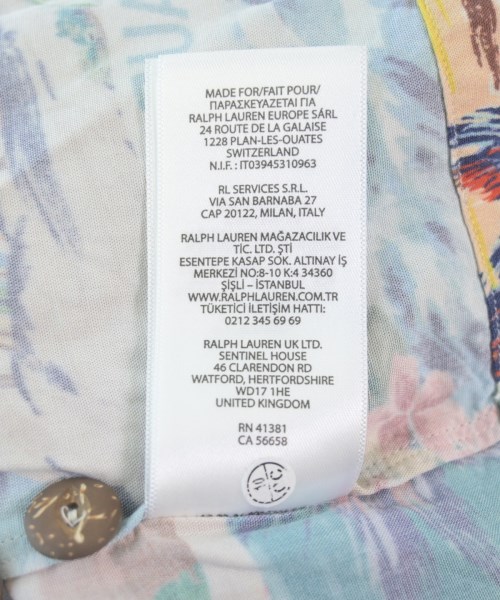 MADE FOR/FAIT POUR/
ΠΑΡΑΣΚΕΥΑΖΕΤΑΙ ΓΙΑ
RALPH LAUREN EUROPE SÁRL
24 ROUTE DE LA GALAISE
1228 PLAN-LES-OUATES
SWITZERLAND
N.I.F. : IT03945310963
RL SERVICES S.R.L.
VIA SAN BARNABA 27
CAP 20122, MILAN, ITALY
RALPH LAUREN MAĞAZACILIK VE
TİC. LTD. ŞTİ
ESENTEPE KASAP SOK. ALTINAY İŞ
MERKEZİ NO:8-10 K:4 34360
ŞİŞLİ – İSTANBUL
WWW.RALPHLAUREN.COM.TR
TÜKETİCİ İLETİŞİM HATTI:
0212 345 69 69
RALPH LAUREN UK LTD.
SENTINEL HOUSE
46 CLARENDON RD
WATFORD, HERTFORDSHIRE
WD17 1HE
UNITED KINGDOM
RN 41381
CA 56658